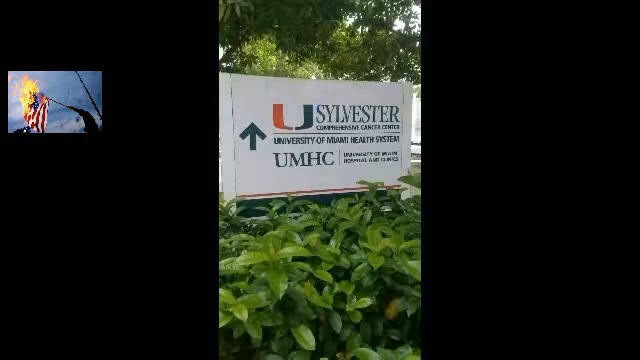 SYLVESTER
COMPREHENSIVE CANCER CENTER
UNIVERSITY OF MIAMI HEALTH SYSTEM
UMHC
UNIVERSITY OF MIAMI
HOSPITAL AND CLINICS